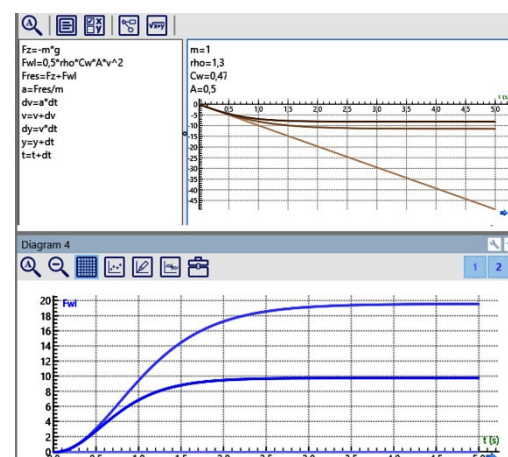 Fz=-m*g
Fwl=0,5*rho*Cw*A*v^2
Fres=Fz+Fwl
a=Fres/m
dv=a*dt
v=v+dv
dy=v*dt
y=y+dt
t=t+dt
m=1
rho=1,3
Cw=0,47
A=0,5
t (s)
0
0,5 1,0 1,5 2,0 2,5 3,0 3,5 4,0 4,5 5,0
-5
-10
-15
-20
-25
-30
-35
-40
-45
Diagram 4
1 2
Fwl
20
18
16
14
12
10
8
6
4
2
t (s)